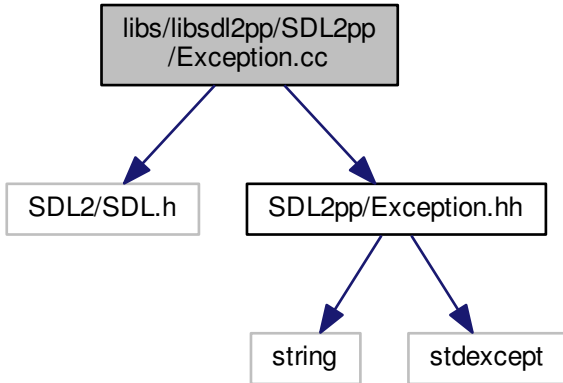 libs/libsdl2pp/SDL2pp
/Exception.cc
SDL2/SDL.h
SDL2pp/Exception.hh
string
stdexcept